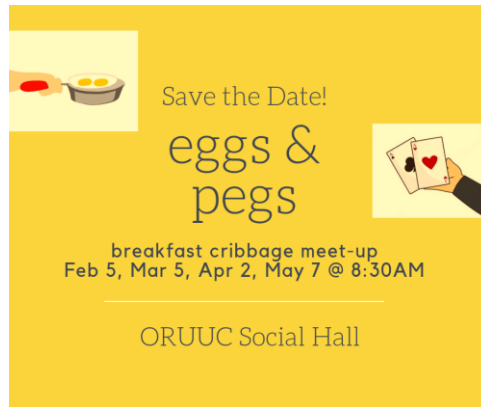 Save the Date!
eggs &
pegs
breakfast cribbage meet-up
Feb 5, Mar 5, Apr 2, May 7 @ 8:30AM
ORUUC Social Hall